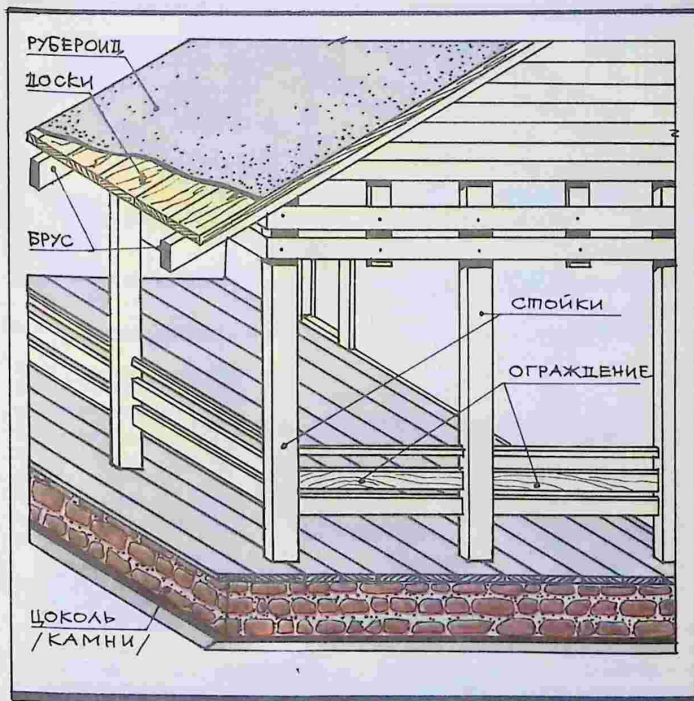 РУБЕРОИД
ДОСКИ
БРУС
СТОЙКИ
ОГРАЖДЕНИЕ
ЦОКОЛЬ
/КАМНИ/